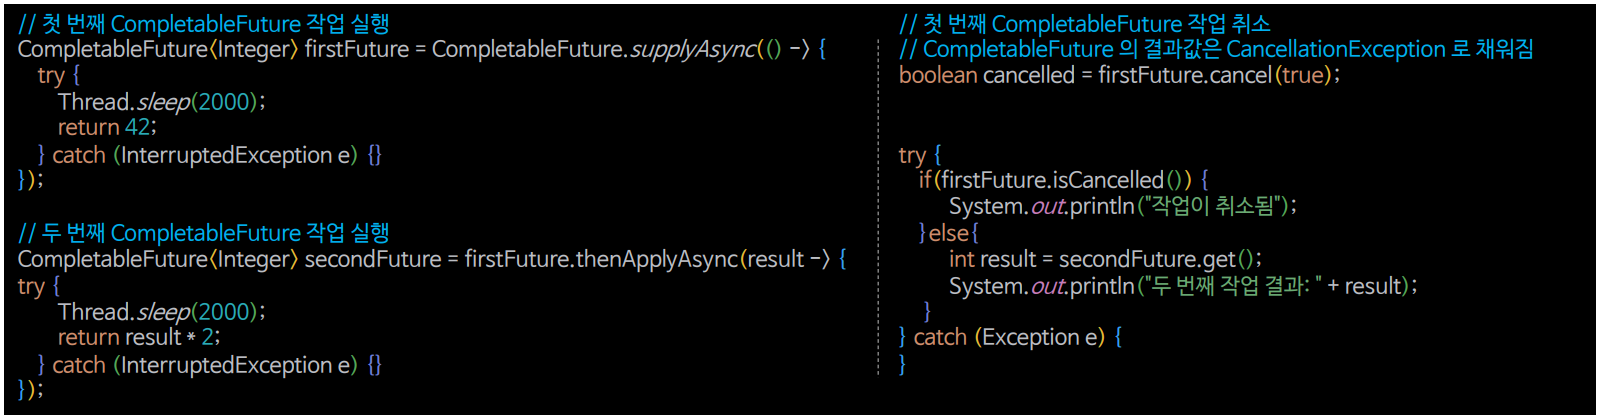 // 첫 번째 CompletableFuture 작업 실행
CompletableFuture<Integer> firstFuture = CompletableFuture.supplyAsync(() -> {
try {
Thread.sleep(2000);
return 42;
} catch (InterruptedException e) {}
});
// 두 번째 CompletableFuture 작업 실행
CompletableFuture<Integer> secondFuture = firstFuture.thenApplyAsync(result -> {
try {
Thread.sleep(2000);
return result * 2;
} catch (InterruptedException e) {}
});
// 첫 번째 CompletableFuture 작업 취소
// CompletableFuture 의 결과값은 CancellationException 로 채워짐
boolean cancelled = firstFuture.cancel(true);
try {
if(firstFuture.isCancelled()) {
System.out.println("작업이 취소됨");
}else{
int result = secondFuture.get();
System.out.println("두 번째 작업 결과: " + result);
}
} catch (Exception e) {
}